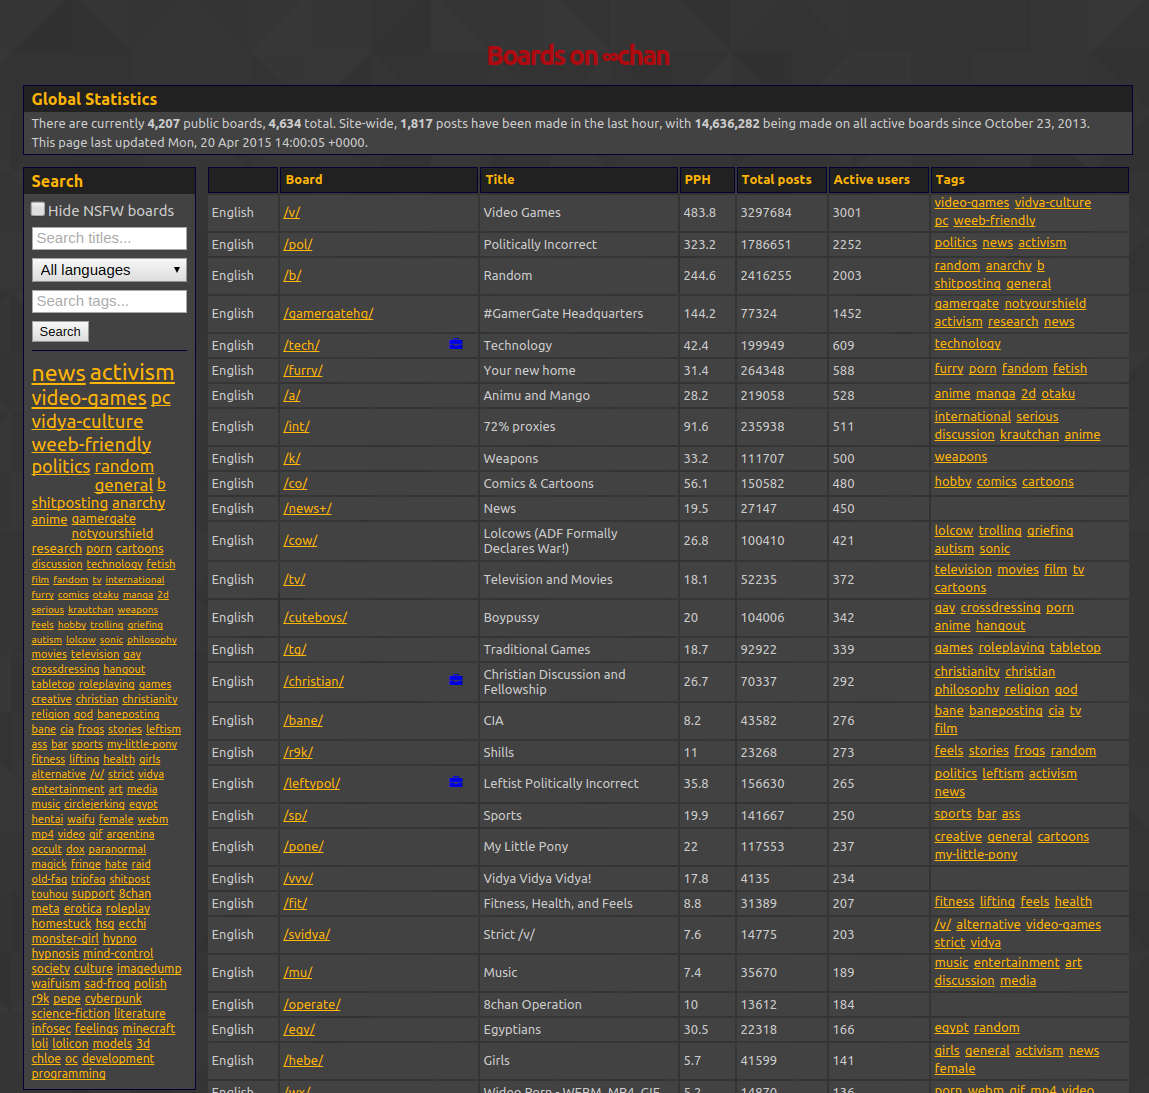 Boards on ∞chan
Global Statistics
There are currently 4,207 public boards, 4,634 total. Site-wide, 1,817 posts have been made in the last hour, with 14,636,282 being made on all active boards since October 23, 2013.
This page last updated Mon, 20 Apr 2015 14:00:05 +0000.
Search
Hide NSFW boards
Search titles...
All languages
Search tags...
Search
news activism
video-games pc
vidya-culture
weeb-friendly
politics random
general b
shitposting anarchy
anime gamergate
notyourshield
research porn cartoons
discussion technology fetish
film fandom tv international
furry comics otaku manga 2d
serious krautchan weapons
feels hobby trolling griefing
autism lolcow sonic philosophy
movies television gay
crossdressing hangout
tabletop roleplaying games
creative christian christianity
religion god baneposting
bane cia frogs stories leftism
ass bar sports my-little-pony
fitness lifting health girls
alternative /v/ strict vidya
entertainment art media
music circlejerking egypt
hentai waifu female webm
mp4 video gif argentina
occult dox paranormal
magick fringe hate raid
old-fag tripfag shitpost
touhou support 8chan
meta erotica roleplay
homestuck hsg ecchi
monster-girl hypno
hypnosis mind-control
society culture imagedump
waifuism sad-frog polish
r9k pepe cyberpunk
science-fiction literature
infosec feelings minecraft
loli lolicon models 3d
chloe oc development
programming
Board Title PPH Total posts Active users Tags
English /v/ Video Games 483.8 3297684 3001 video-games vidya-culture
pc weeb-friendly
English /pol/ Politically Incorrect 323.2 1786651 2252 politics news activism
English /b/ Random 244.6 2416255 2003 random anarchy b
shitposting general
English /gamergatehq/ #GamerGate Headquarters 144.2 77324 1452 gamergate notyourshield
activism research news
English /tech/ Technology 42.4 199949 609 technology
English /furry/ Your new home 31.4 264348 588 furry porn fandom fetish
English /a/ Animu and Mango 28.2 219058 528 anime manga 2d otaku
English /int/ 72% proxies 91.6 235938 511 international serious
discussion krautchan anime
English /k/ Weapons 33.2 111707 500 weapons
English /co/ Comics & Cartoons 56.1 150582 480 hobby comics cartoons
English /news+/ News 19.5 27147 450
English /cow/ Lolcows (ADF Formally
Declares War!) 26.8 100410 421 lolcow trolling griefing
autism sonic
English /tv/ Television and Movies 18.1 52235 372 television movies film tv
cartoons
English /cuteboys/ Boypussy 20 104006 342 gay crossdressing porn
anime hangout
English /tg/ Traditional Games 18.7 92922 339 games roleplaying tabletop
English /christian/ Christian Discussion and
Fellowship 26.7 70337 292 christianity christian
philosophy religion god
English /bane/ CIA 8.2 43582 276 bane baneposting cia tv
film
English /r9k/ Shills 11 23268 273 feels stories frogs random
English /leftypol/ Leftist Politically Incorrect 35.8 156630 265 politics leftism activism
news
English /sp/ Sports 19.9 141667 250 sports bar ass
English /pone/ My Little Pony 22 117553 237 creative general cartoons
my-little-pony
English /vvv/ Vidya Vidya Vidya! 17.8 4135 234
English /fit/ Fitness, Health, and Feels 8.8 31389 207 fitness lifting feels health
English /svidya/ Strict /v/ 7.6 14775 203 /v/ alternative video-games
strict vidya
English /mu/ Music 7.4 35670 189 music entertainment art
discussion media
English /operate/ 8chan Operation 10 13612 184
English /egy/ Egyptians 30.5 22318 166 egypt random
English /hebe/ Girls 5.7 41599 141 girls general activism news
female
English /wx/ Wideo Porn - WEBM, MP4, GIF 5.2 14870 136 porn webm gif mp4 video